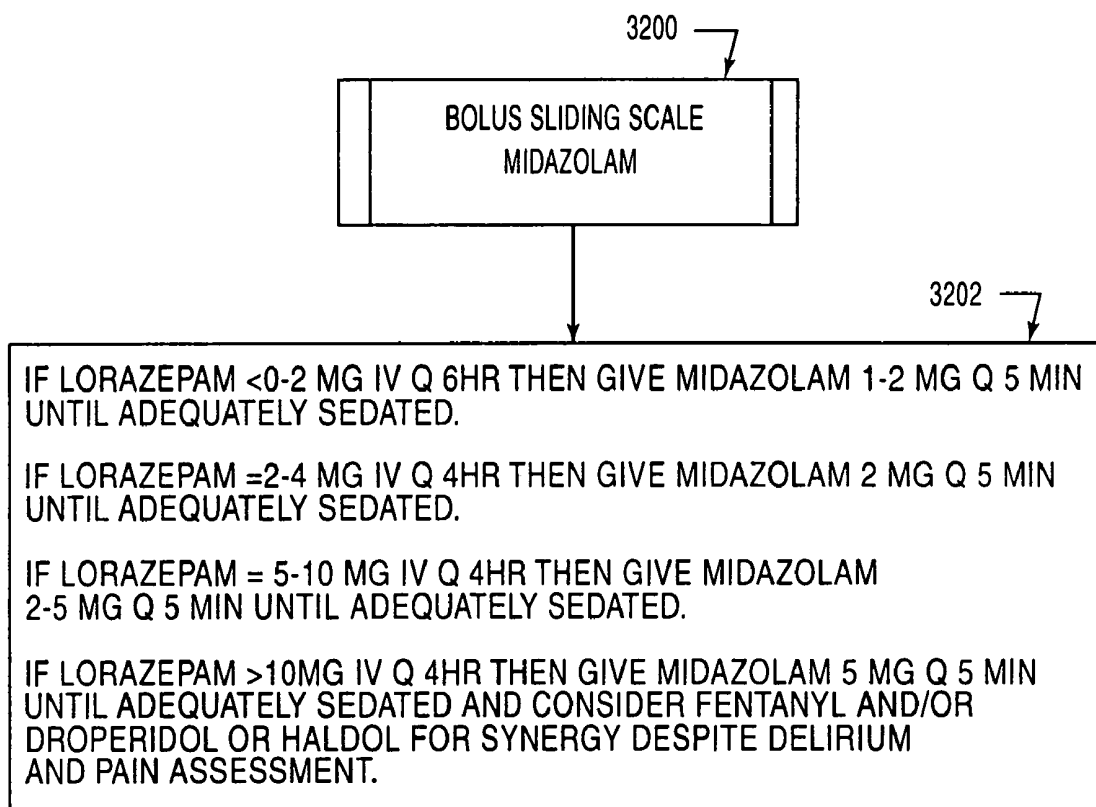 3200
BOLUS SLIDING SCALE
MIDAZOLAM
3202
IF LORAZEPAM <0-2 MG IV Q 6HR THEN GIVE MIDAZOLAM 1-2 MG Q 5 MIN
UNTIL ADEQUATELY SEDATED.
IF LORAZEPAM =2-4 MG IV Q 4HR THEN GIVE MIDAZOLAM 2 MG Q 5 MIN
UNTIL ADEQUATELY SEDATED.
IF LORAZEPAM = 5-10 MG IV Q 4HR THEN GIVE MIDAZOLAM
2-5 MG Q 5 MIN UNTIL ADEQUATELY SEDATED.
IF LORAZEPAM >10MG IV Q 4HR THEN GIVE MIDAZOLAM 5 MG Q 5 MIN
UNTIL ADEQUATELY SEDATED AND CONSIDER FENTANYL AND/OR
DROPERIDOL OR HALDOL FOR SYNERGY DESPITE DELIRIUM
AND PAIN ASSESSMENT.